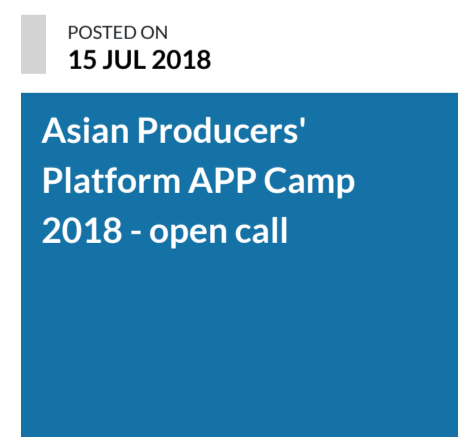 POSTED ON
15 JUL 2018
Asian Producers'
Platform APP Camp
2018 - open call